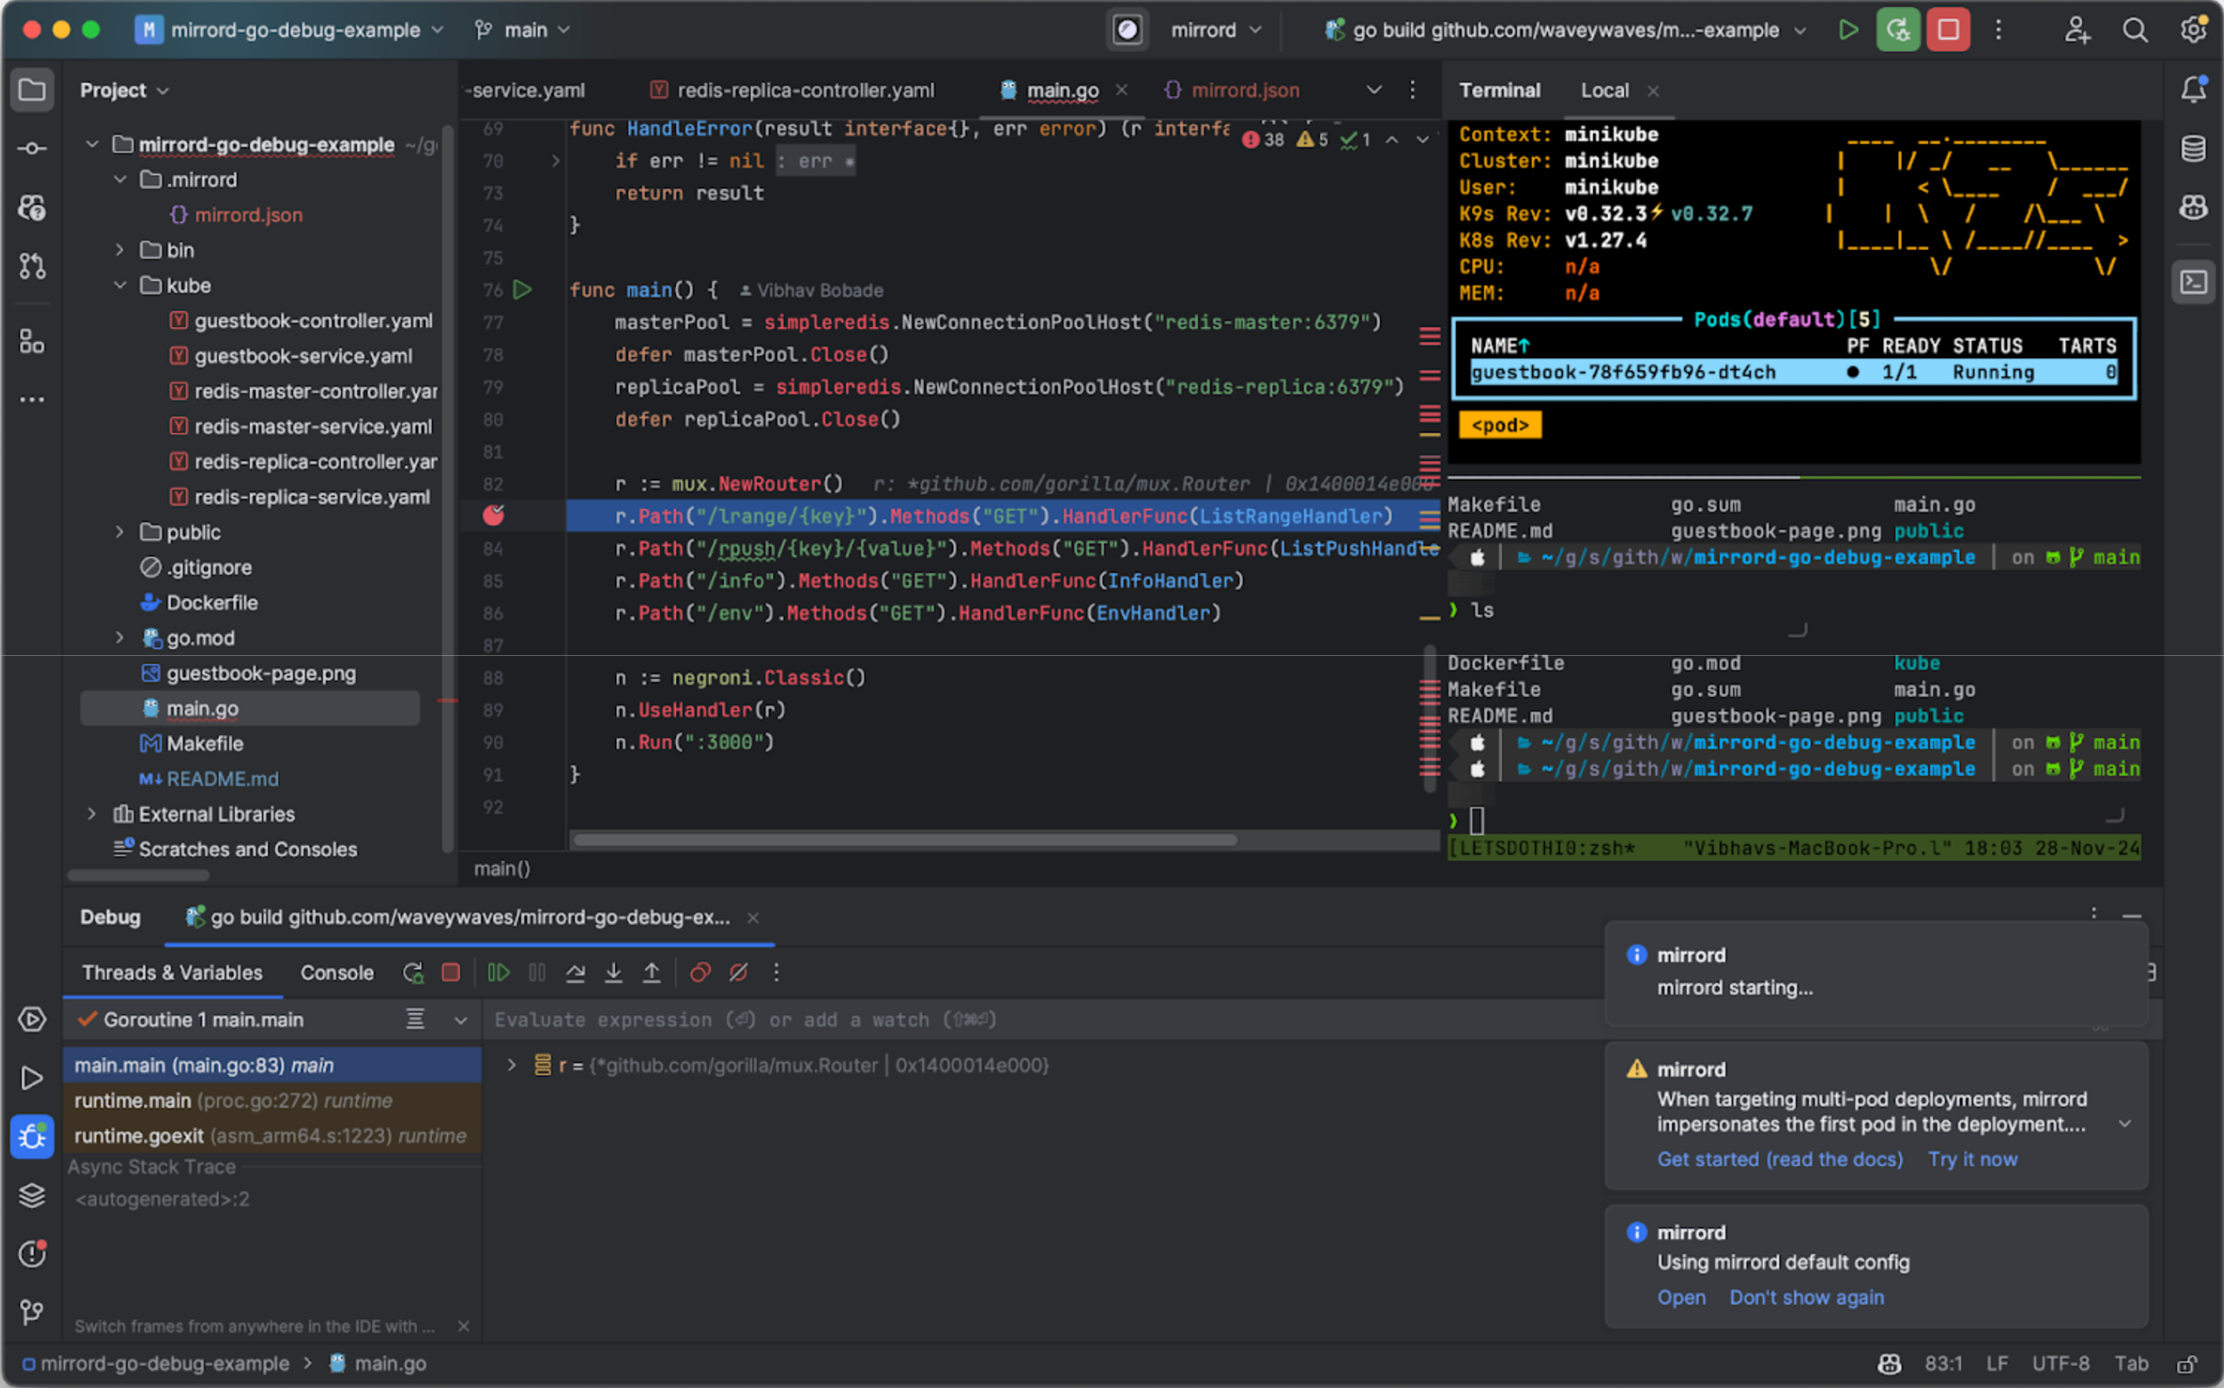 mirrord-go-debug-example
main
mirrord
go build github.com/waveywaves/m...-example
Project
mirrord-go-debug-example ~/g
.mirrord
mirrord.json
bin
kube
guestbook-controller.yaml
guestbook-service.yaml
redis-master-controller.yar
redis-master-service.yaml
redis-replica-controller.yar
redis-replica-service.yaml
public
.gitignore
Dockerfile
go.mod
guestbook-page.png
main.go
Makefile
README.md
External Libraries
Scratches and Consoles
-service.yaml
redis-replica-controller.yaml
main.go
mirrord.json
38 5 1
69 func HandleError(result interface{}, err error) (r interfa
70 if err != nil : err
73 return result
74 }
75
76 func main() { Vibhav Bobade
77 masterPool = simpleredis.NewConnectionPoolHost("redis-master:6379")
78 defer masterPool.Close()
79 replicaPool = simpleredis.NewConnectionPoolHost("redis-replica:6379")
80 defer replicaPool.Close()
81
82 r := mux.NewRouter() r: *github.com/gorilla/mux.Router | 0x1400014e000
r.Path("/lrange/{key}").Methods("GET").HandlerFunc(ListRangeHandler)
84 r.Path("/rpush/{key}/{value}").Methods("GET").HandlerFunc(ListPushHandle
85 r.Path("/info").Methods("GET").HandlerFunc(InfoHandler)
86 r.Path("/env").Methods("GET").HandlerFunc(EnvHandler)
87
88 n := negroni.Classic()
89 n.UseHandler(r)
90 n.Run(":3000")
91 }
92
main()
Terminal
Local
Context: minikube
Cluster: minikube
User: minikube
K9s Rev: v0.32.3⚡v0.32.7
K8s Rev: v1.27.4
CPU: n/a
MEM: n/a
Pods(default)[5]
NAME↑ PF READY STATUS TARTS
guestbook-78f659fb96-dt4ch ● 1/1 Running 0
<pod>
Makefile go.sum main.go
README.md guestbook-page.png public
~/g/s/gith/w/mirrord-go-debug-example on main
❯ ls
Dockerfile go.mod kube
Makefile go.sum main.go
README.md guestbook-page.png public
~/g/s/gith/w/mirrord-go-debug-example on main
~/g/s/gith/w/mirrord-go-debug-example on main
❯
[LETSDOTHI0:zsh* "Vibhavs-MacBook-Pro.l" 18:03 28-Nov-24
Debug
go build github.com/waveywaves/mirrord-go-debug-ex...
Threads & Variables
Console
Goroutine 1 main.main
main.main (main.go:83) main
runtime.main (proc.go:272) runtime
runtime.goexit (asm_arm64.s:1223) runtime
Async Stack Trace
<autogenerated>:2
Switch frames from anywhere in the IDE with ...
Evaluate expression (⏎) or add a watch (⇧⌘⏎)
r = {*github.com/gorilla/mux.Router | 0x1400014e000}
mirrord
mirrord starting...
mirrord
When targeting multi-pod deployments, mirrord
impersonates the first pod in the deployment....
Get started (read the docs) Try it now
mirrord
Using mirrord default config
Open Don't show again
mirrord-go-debug-example > main.go
83:1 LF UTF-8 Tab